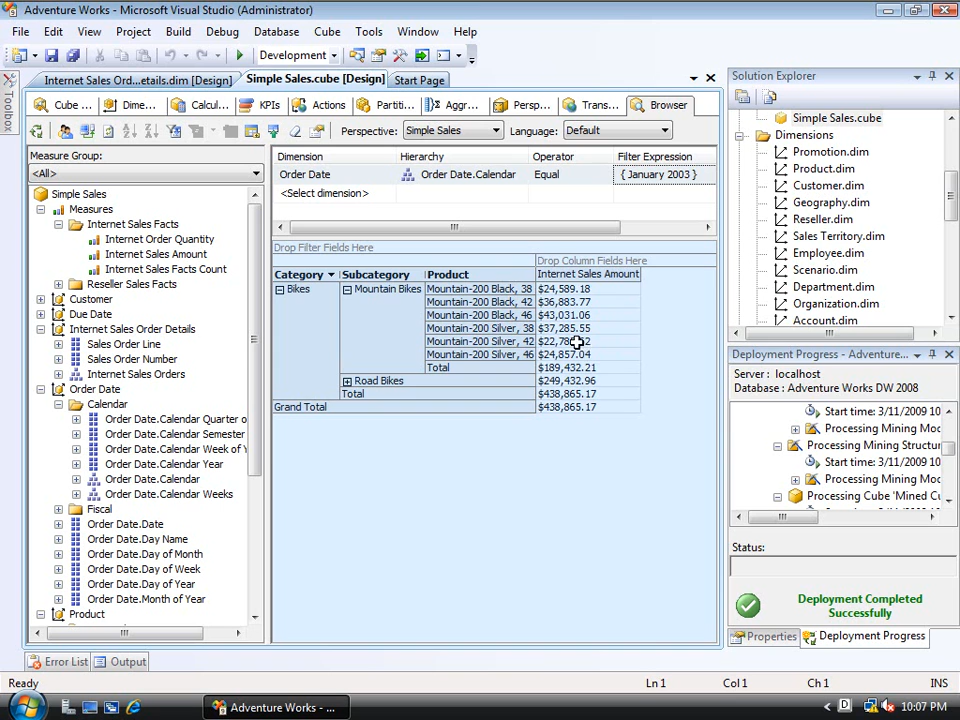 Adventure Works - Microsoft Visual Studio (Administrator)
File Edit View Project Build Debug Database Cube Tools Window Help
Development
Internet Sales Ord...etails.dim [Design] Simple Sales.cube [Design] Start Page
Cube ... Dime... Calcul... KPIs Actions Partiti... Aggr... Persp... Trans... Browser
Perspective: Simple Sales Language: Default
Toolbox
Measure Group:
<All>
Simple Sales
Measures
Internet Sales Facts
Internet Order Quantity
Internet Sales Amount
Internet Sales Facts Count
Reseller Sales Facts
Customer
Due Date
Internet Sales Order Details
Sales Order Line
Sales Order Number
Internet Sales Orders
Order Date
Calendar
Order Date.Calendar Quarter o
Order Date.Calendar Semester
Order Date.Calendar Week of Y
Order Date.Calendar Year
Order Date.Calendar
Order Date.Calendar Weeks
Fiscal
Order Date.Date
Order Date.Day Name
Order Date.Day of Month
Order Date.Day of Week
Order Date.Day of Year
Order Date.Month of Year
Product
Dimension Hierarchy Operator Filter Expression
Order Date Order Date.Calendar Equal { January 2003 }
<Select dimension>
Drop Filter Fields Here
Drop Column Fields Here
Category Subcategory Product Internet Sales Amount
Bikes Mountain Bikes Mountain-200 Black, 38 $24,589.18
Mountain-200 Black, 42 $36,883.77
Mountain-200 Black, 46 $43,031.06
Mountain-200 Silver, 38 $37,285.55
Mountain-200 Silver, 42
Mountain-200 Silver, 46 $24,857.04
Total $189,432.21
Road Bikes $249,432.96
Total $438,865.17
Grand Total $438,865.17
Solution Explorer
Simple Sales.cube
Dimensions
Promotion.dim
Product.dim
Customer.dim
Geography.dim
Reseller.dim
Sales Territory.dim
Employee.dim
Scenario.dim
Department.dim
Organization.dim
Account.dim
Deployment Progress - Adventure...
Server : localhost
Database : Adventure Works DW 2008
Start time: 3/11/2009 10
Processing Mining Moc
Processing Mining Structur
Start time: 3/11/2009 10
Processing Mining Moc
Processing Cube 'Mined Cu
Status:
Deployment Completed
Successfully
Properties Deployment Progress
Error List Output
Ready Ln 1 Col 1 Ch 1 INS
Adventure Works - ... D 10:07 PM